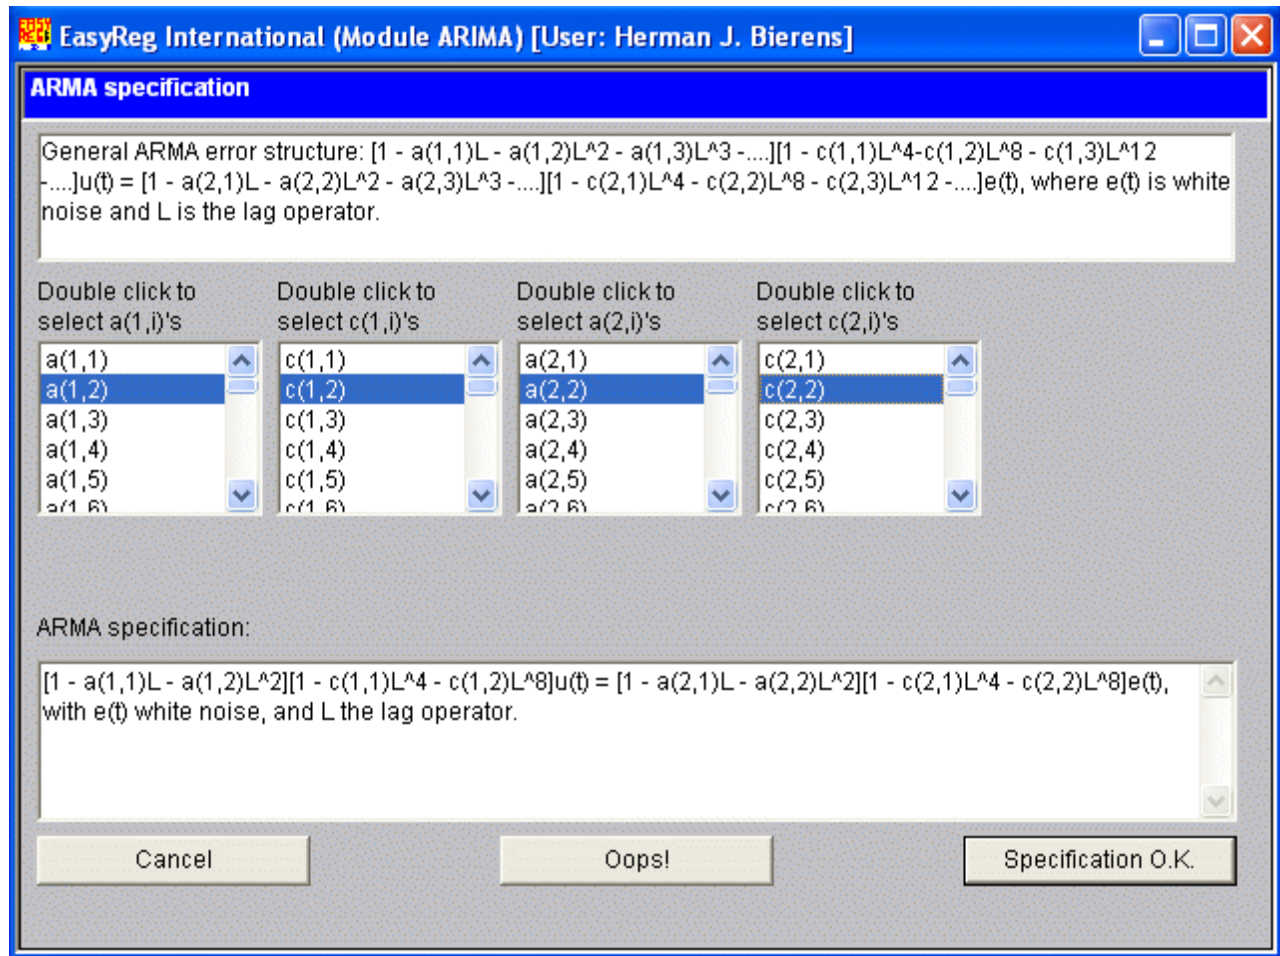 EasyReg International (Module ARIMA) [User: Herman J. Bierens]
ARMA specification
General ARMA error structure: [1 - a(1,1)L - a(1,2)L^2 - a(1,3)L^3 -....][1 - c(1,1)L^4-c(1,2)L^8 - c(1,3)L^12
-....]u(t) = [1 - a(2,1)L - a(2,2)L^2 - a(2,3)L^3 -....][1 - c(2,1)L^4 - c(2,2)L^8 - c(2,3)L^12 -....]e(t), where e(t) is white
noise and L is the lag operator.
Double click to
select a(1,i)'s
a(1,1)
a(1,2)
a(1,3)
a(1,4)
a(1,5)
a(1,6)
Double click to
select c(1,i)'s
c(1,1)
c(1,2)
c(1,3)
c(1,4)
c(1,5)
c(1,6)
Double click to
select a(2,i)'s
a(2,1)
a(2,2)
a(2,3)
a(2,4)
a(2,5)
a(2,6)
Double click to
select c(2,i)'s
c(2,1)
c(2,2)
c(2,3)
c(2,4)
c(2,5)
c(2,6)
ARMA specification:
[1 - a(1,1)L - a(1,2)L^2][1 - c(1,1)L^4 - c(1,2)L^8]u(t) = [1 - a(2,1)L - a(2,2)L^2][1 - c(2,1)L^4 - c(2,2)L^8]e(t),
with e(t) white noise, and L the lag operator.
Cancel
Oops!
Specification O.K.